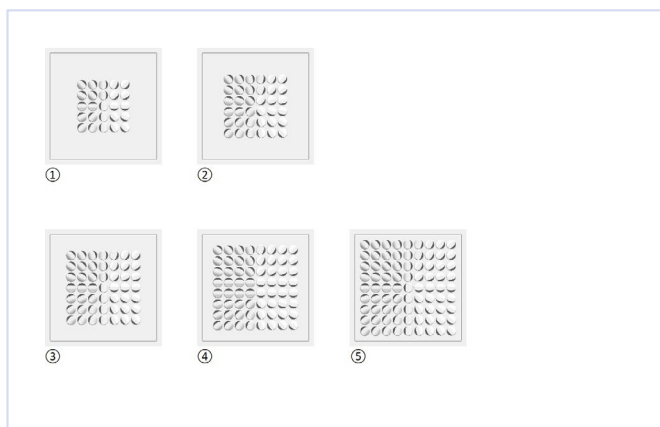 ① ②
③ ④ ⑤